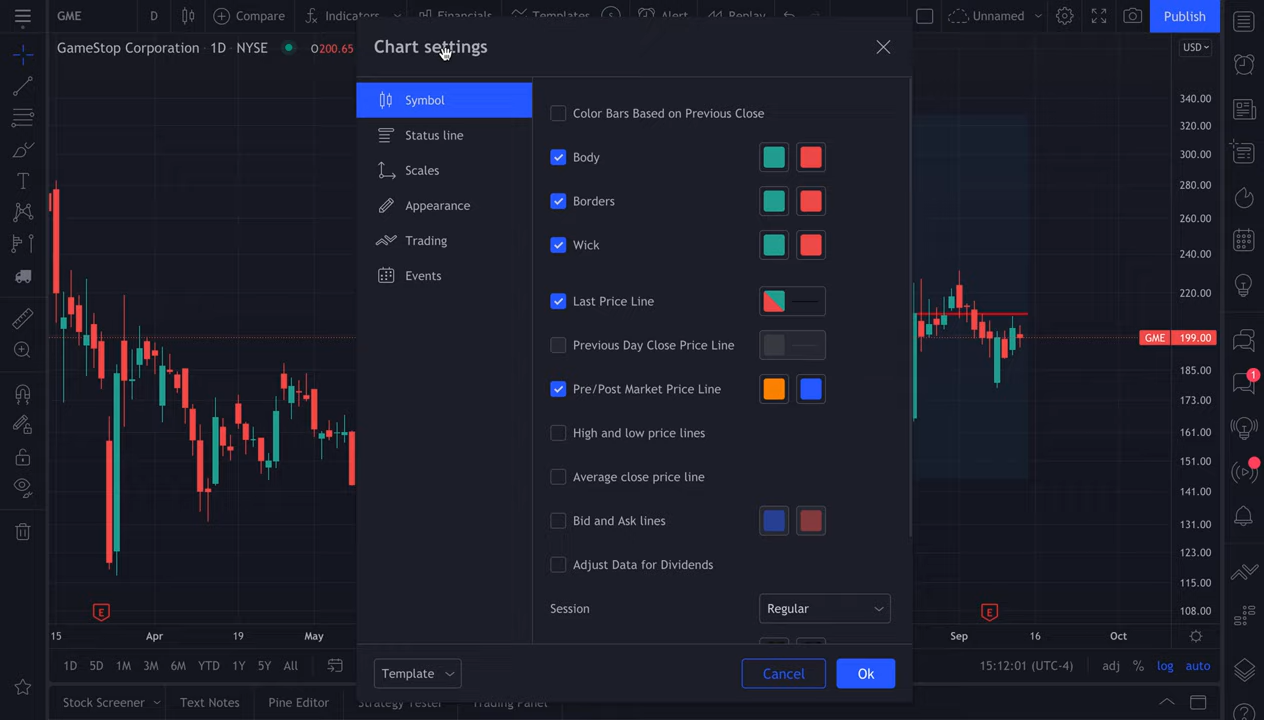 GME
D
Compare
Indicators
Financials
Templates
Alert
Replay
Unnamed
Publish
GameStop Corporation · 1D · NYSE
O200.65
USD
Chart settings
Symbol
Status line
Scales
Appearance
Trading
Events
Color Bars Based on Previous Close
Body
Borders
Wick
Last Price Line
Previous Day Close Price Line
Pre/Post Market Price Line
High and low price lines
Average close price line
Bid and Ask lines
Adjust Data for Dividends
Session
Regular
Template
Cancel
Ok
340.00
320.00
300.00
280.00
260.00
240.00
220.00
GME 199.00
185.00
173.00
161.00
151.00
141.00
131.00
123.00
115.00
108.00
1
E
E
15
Apr
19
May
Sep
16
Oct
1D 5D 1M 3M 6M YTD 1Y 5Y All
15:12:01 (UTC-4)
adj % log auto
Stock Screener
Text Notes
Pine Editor
Strategy Tester
Trading Panel